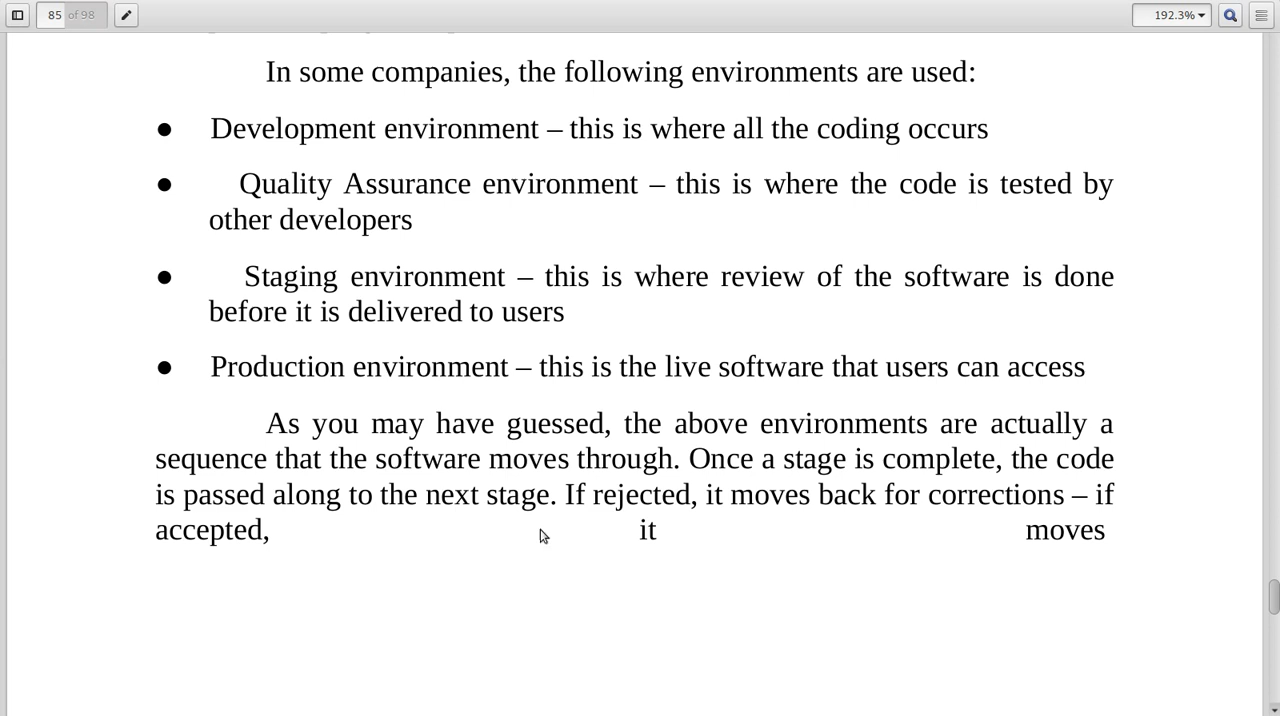 85 of 98
192.3%
In some companies, the following environments are used:
● Development environment – this is where all the coding occurs
● Quality Assurance environment – this is where the code is tested by
other developers
● Staging environment – this is where review of the software is done
before it is delivered to users
● Production environment – this is the live software that users can access
As you may have guessed, the above environments are actually a
sequence that the software moves through. Once a stage is complete, the code
is passed along to the next stage. If rejected, it moves back for corrections – if
accepted, it moves